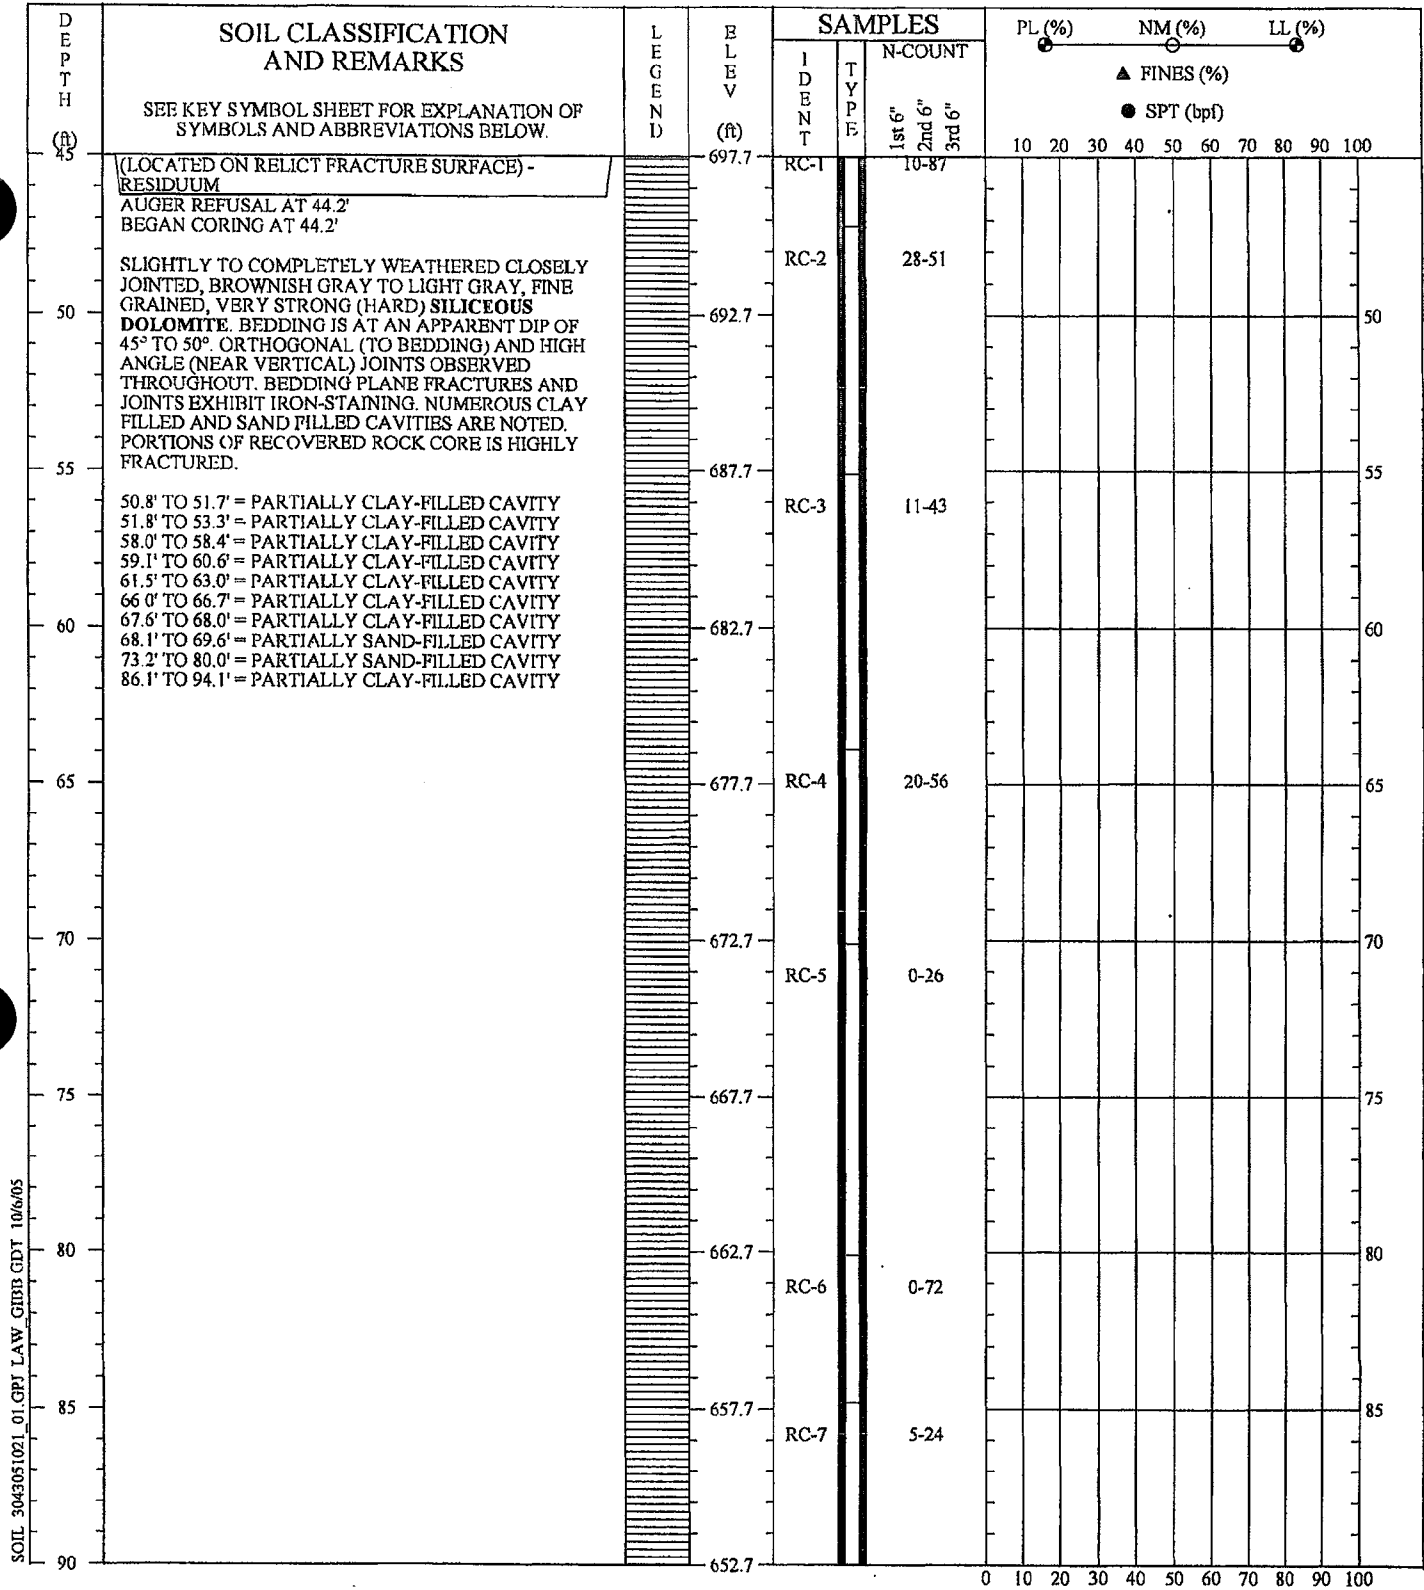 DEPTH
(ft)
SOIL CLASSIFICATION
AND REMARKS
SEE KEY SYMBOL SHEET FOR EXPLANATION OF
SYMBOLS AND ABBREVIATIONS BELOW.
LEGEND
ELEV
(ft)
SAMPLES
IDENT
TYPE
N-COUNT
1st 6"
2nd 6"
3rd 6"
PL (%) NM (%) LL (%)
▲ FINES (%)
● SPT (bpf)
10 20 30 40 50 60 70 80 90 100
45
(LOCATED ON RELICT FRACTURE SURFACE) -
RESIDUUM
AUGER REFUSAL AT 44.2'
BEGAN CORING AT 44.2'
SLIGHTLY TO COMPLETELY WEATHERED CLOSELY
JOINTED, BROWNISH GRAY TO LIGHT GRAY, FINE
GRAINED, VERY STRONG (HARD) SILICEOUS
DOLOMITE. BEDDING IS AT AN APPARENT DIP OF
45° TO 50°. ORTHOGONAL (TO BEDDING) AND HIGH
ANGLE (NEAR VERTICAL) JOINTS OBSERVED
THROUGHOUT. BEDDING PLANE FRACTURES AND
JOINTS EXHIBIT IRON-STAINING. NUMEROUS CLAY
FILLED AND SAND FILLED CAVITIES ARE NOTED.
PORTIONS OF RECOVERED ROCK CORE IS HIGHLY
FRACTURED.
50.8' TO 51.7' = PARTIALLY CLAY-FILLED CAVITY
51.8' TO 53.3' = PARTIALLY CLAY-FILLED CAVITY
58.0' TO 58.4' = PARTIALLY CLAY-FILLED CAVITY
59.1' TO 60.6' = PARTIALLY CLAY-FILLED CAVITY
61.5' TO 63.0' = PARTIALLY CLAY-FILLED CAVITY
66 0' TO 66.7' = PARTIALLY CLAY-FILLED CAVITY
67.6' TO 68.0' = PARTIALLY CLAY-FILLED CAVITY
68.1' TO 69.6' = PARTIALLY SAND-FILLED CAVITY
73.2' TO 80.0' = PARTIALLY SAND-FILLED CAVITY
86.1' TO 94.1' = PARTIALLY CLAY-FILLED CAVITY
50
55
60
65
70
75
80
85
90
697.7
692.7
687.7
682.7
677.7
672.7
667.7
662.7
657.7
652.7
RC-1 10-87
RC-2 28-51
RC-3 11-43
RC-4 20-56
RC-5 0-26
RC-6 0-72
RC-7 5-24
50
55
60
65
70
75
80
85
0 10 20 30 40 50 60 70 80 90 100
SOIL 3043051021_01.GPJ LAW_GIBB GDT 10/6/05